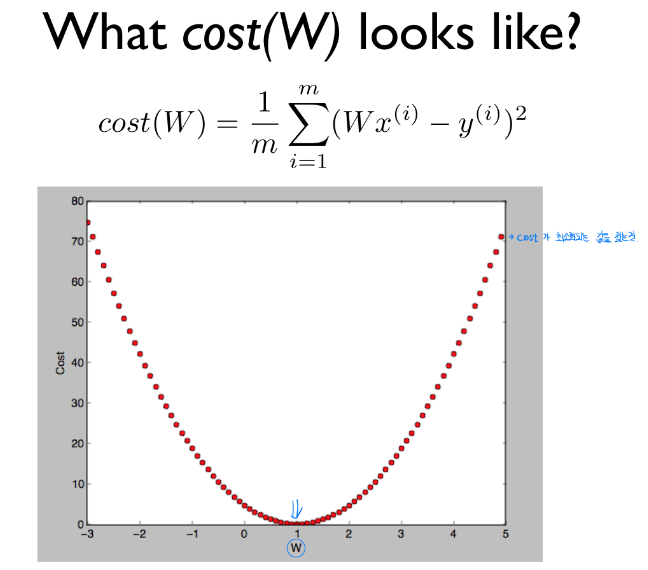 What cost(W) looks like?
cost(W) = \frac{1}{m} \sum_{i=1}^{m} (Wx^{(i)} - y^{(i)})^2
80
70
* cost 가 최소화되는 값을 찾는것
60
50
40
Cost
30
20
10
0
-3 -2 -1 0 1 2 3 4 5
W